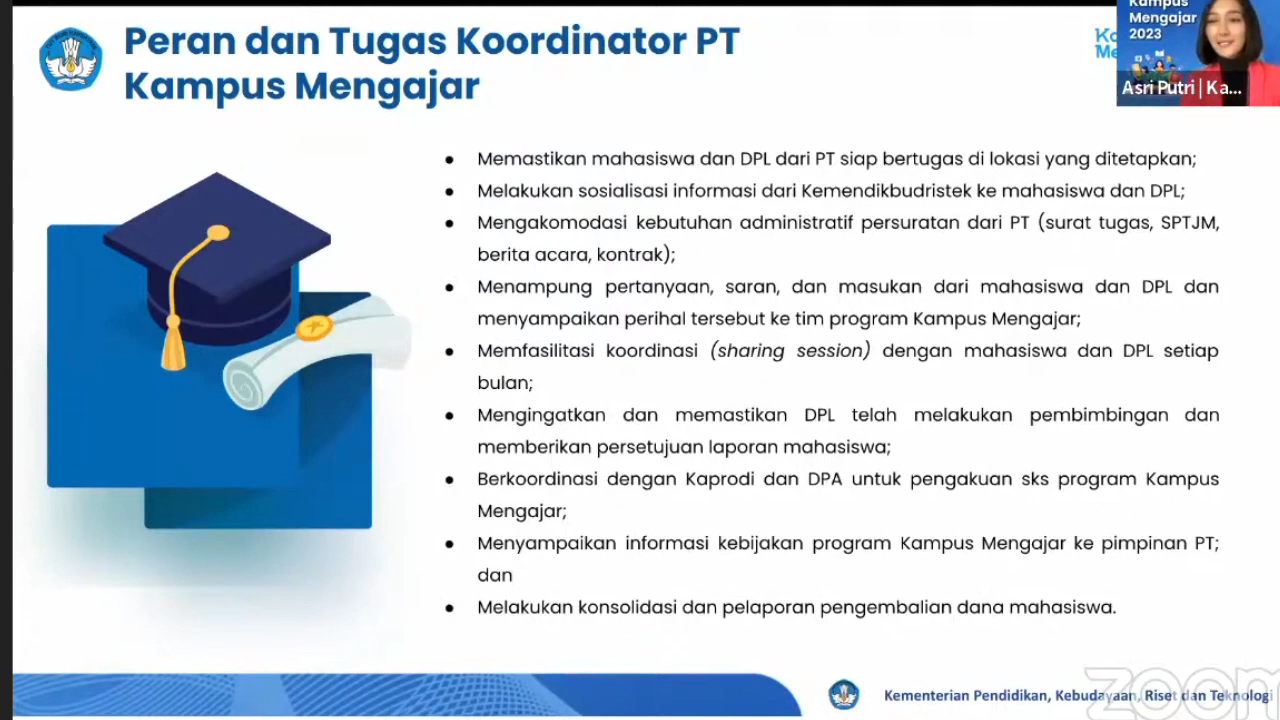 Peran dan Tugas Koordinator PT
Kampus Mengajar
Kampus
Mengajar
2023
Asri Putri | Ka...
● Memastikan mahasiswa dan DPL dari PT siap bertugas di lokasi yang ditetapkan;
● Melakukan sosialisasi informasi dari Kemendikbudristek ke mahasiswa dan DPL;
● Mengakomodasi kebutuhan administratif persuratan dari PT (surat tugas, SPTJM,
berita acara, kontrak);
● Menampung pertanyaan, saran, dan masukan dari mahasiswa dan DPL dan
menyampaikan perihal tersebut ke tim program Kampus Mengajar;
● Memfasilitasi koordinasi (sharing session) dengan mahasiswa dan DPL setiap
bulan;
● Mengingatkan dan memastikan DPL telah melakukan pembimbingan dan
memberikan persetujuan laporan mahasiswa;
● Berkoordinasi dengan Kaprodi dan DPA untuk pengakuan sks program Kampus
Mengajar;
● Menyampaikan informasi kebijakan program Kampus Mengajar ke pimpinan PT;
dan
● Melakukan konsolidasi dan pelaporan pengembalian dana mahasiswa.
Kementerian Pendidikan, Kebudayaan, Riset dan Teknologi
zoom